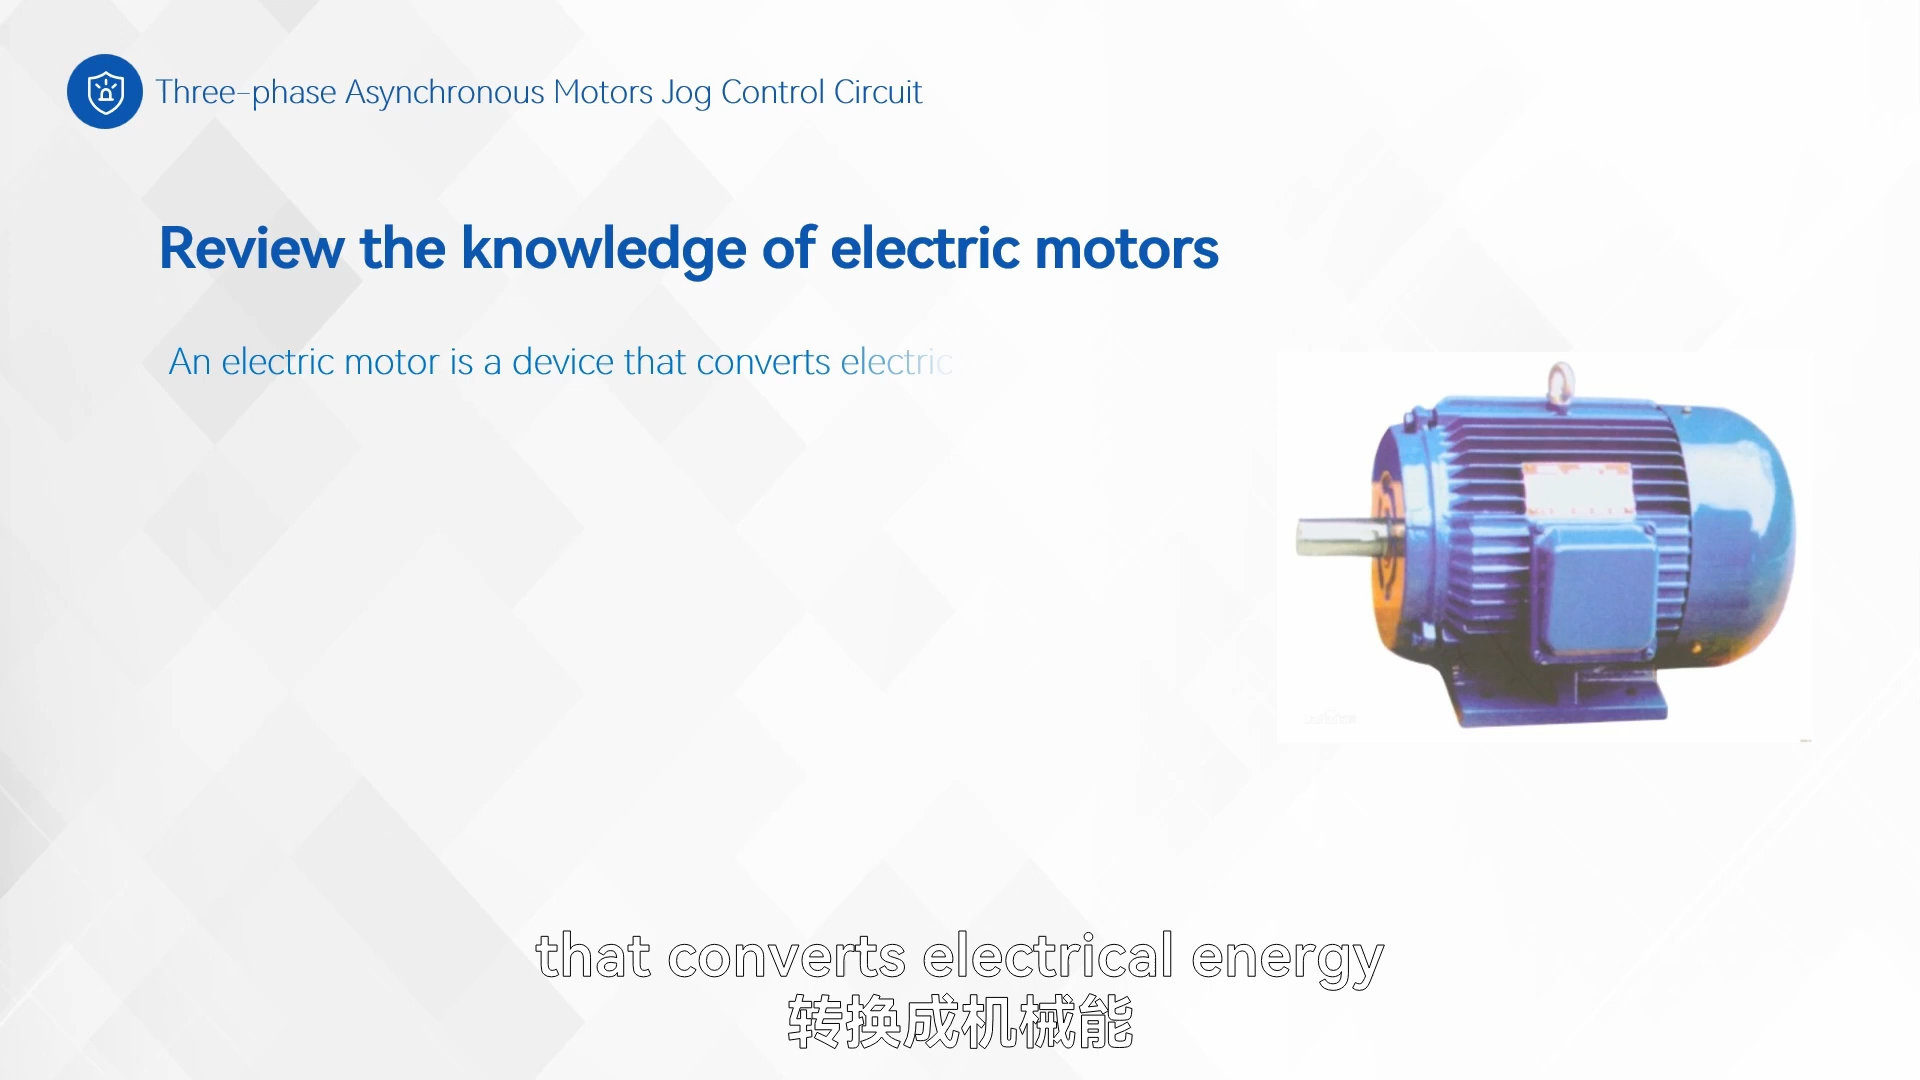 Three-phase Asynchronous Motors Jog Control Circuit
Review the knowledge of electric motors
An electric motor is a device that converts electric
that converts electrical energy
转换成机械能